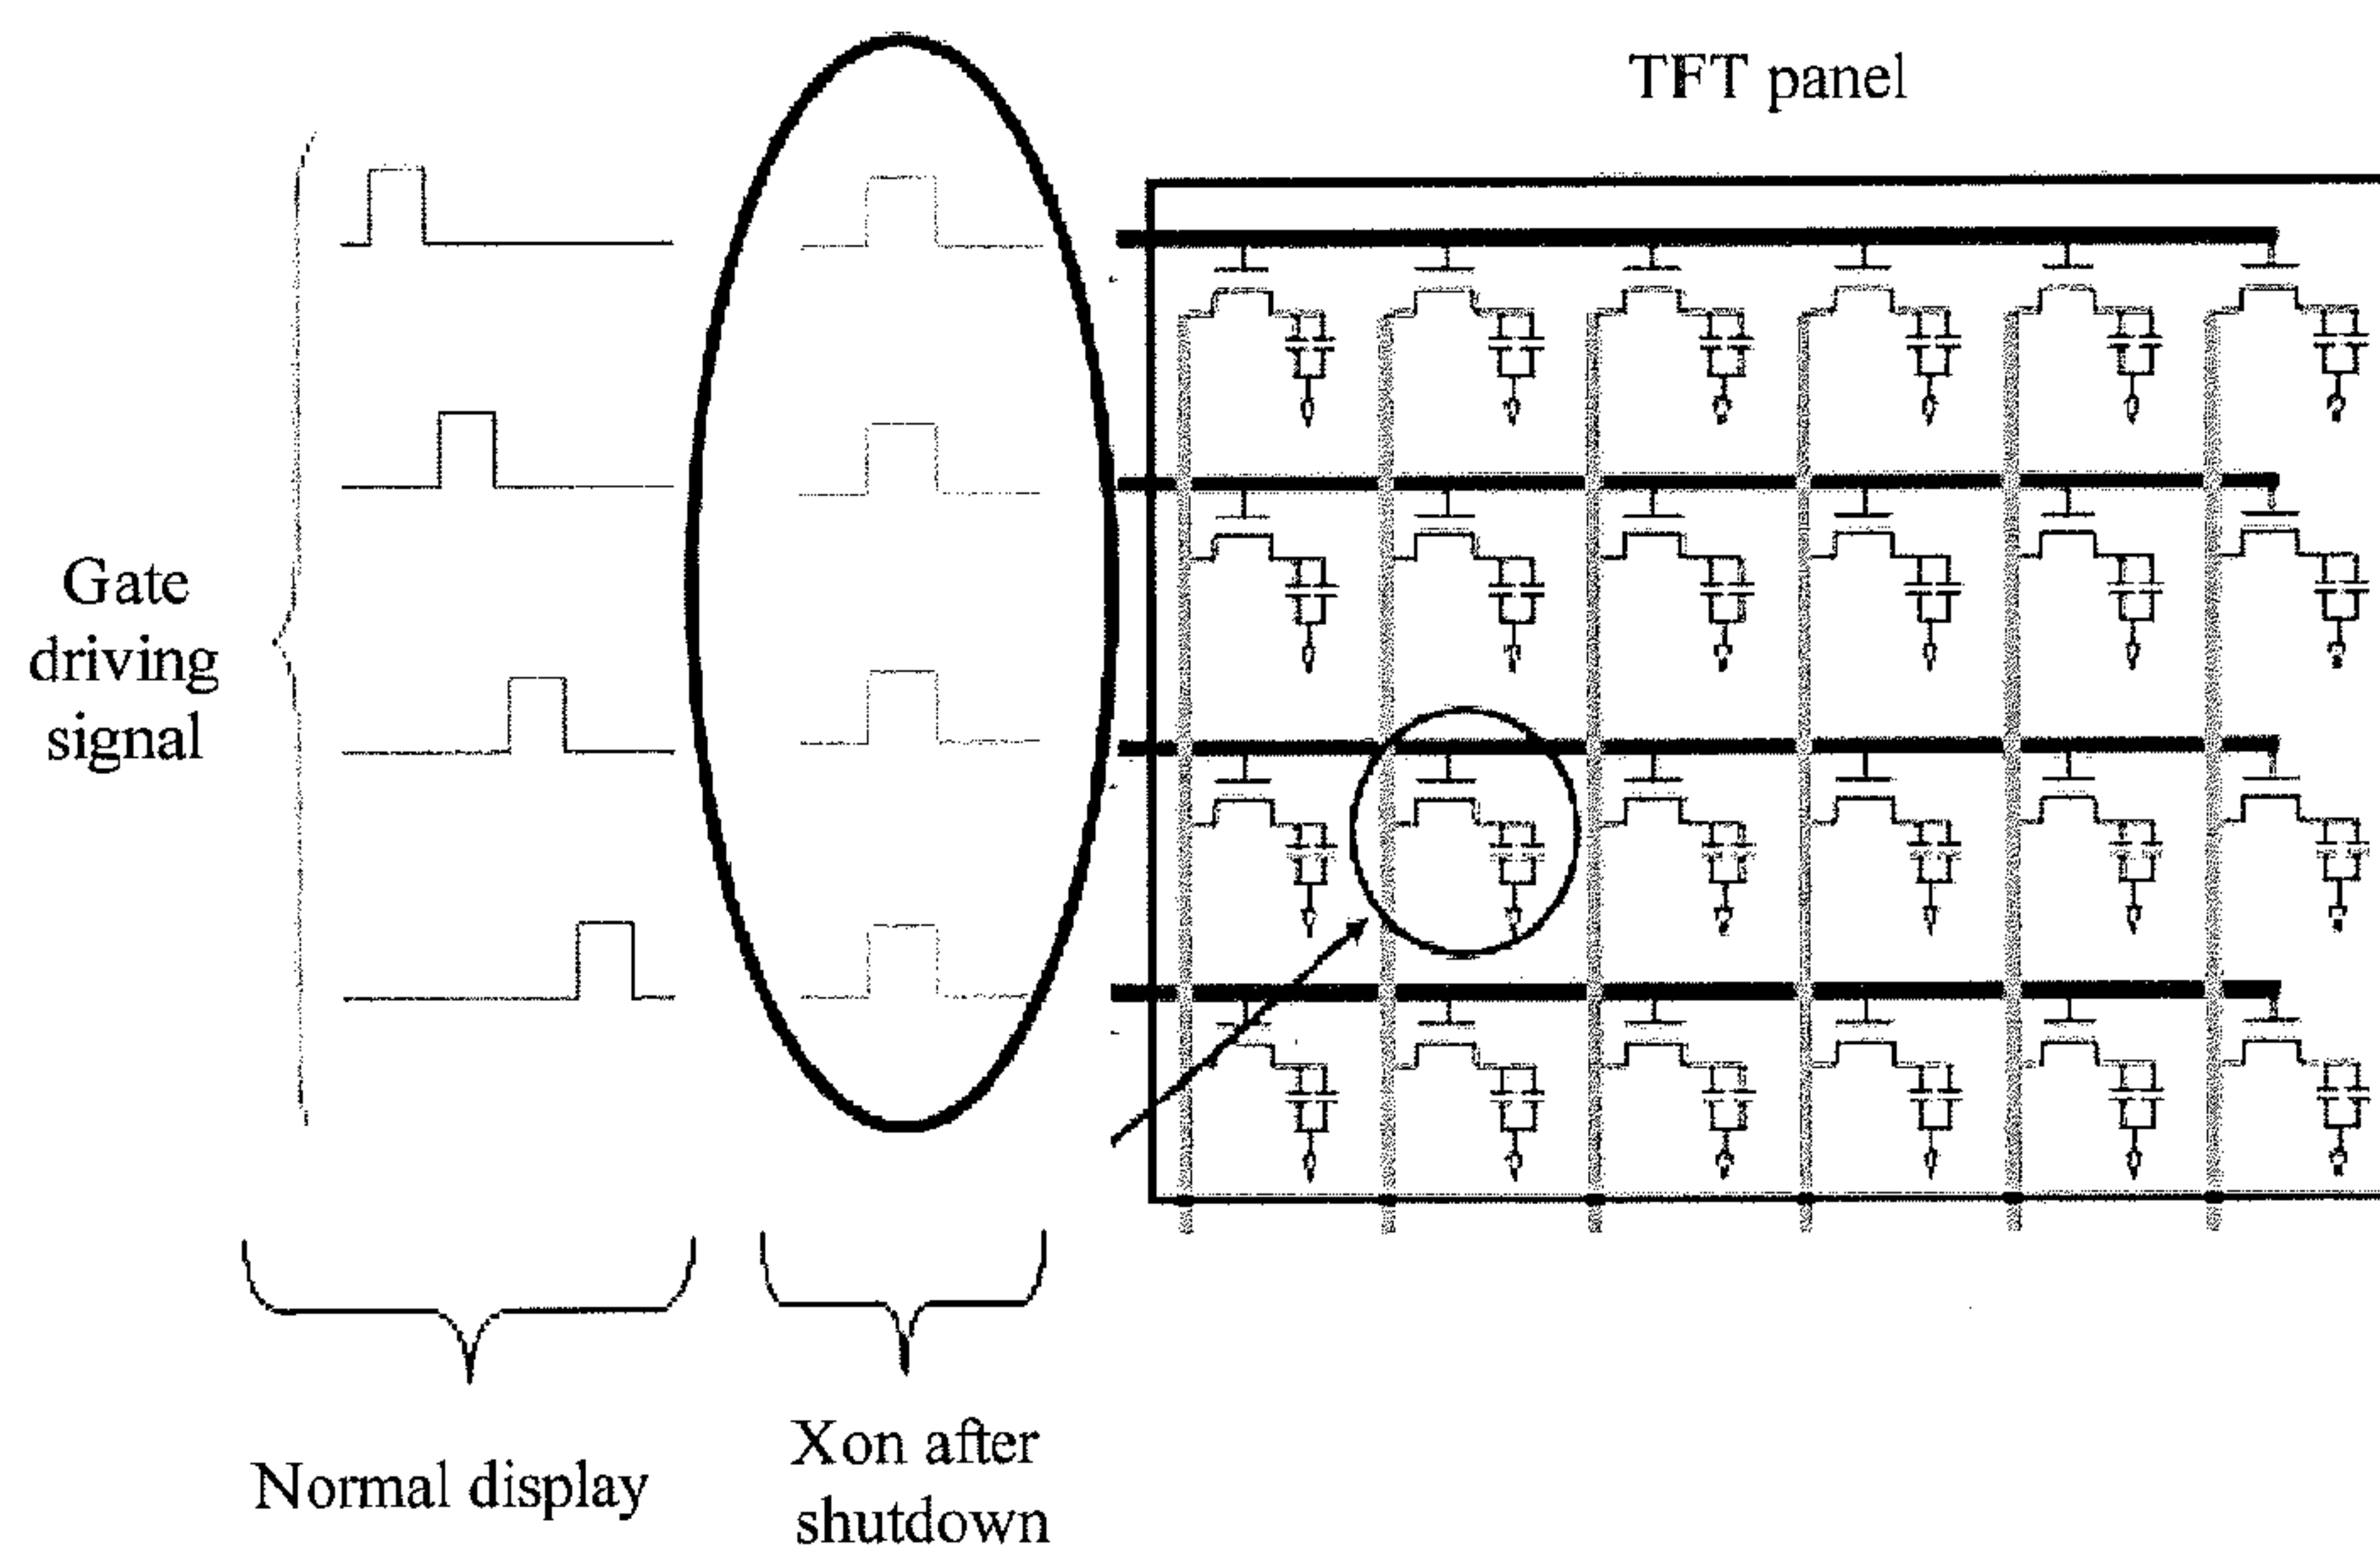 TFT panel
Gate
driving
signal
Normal display
Xon after
shutdown